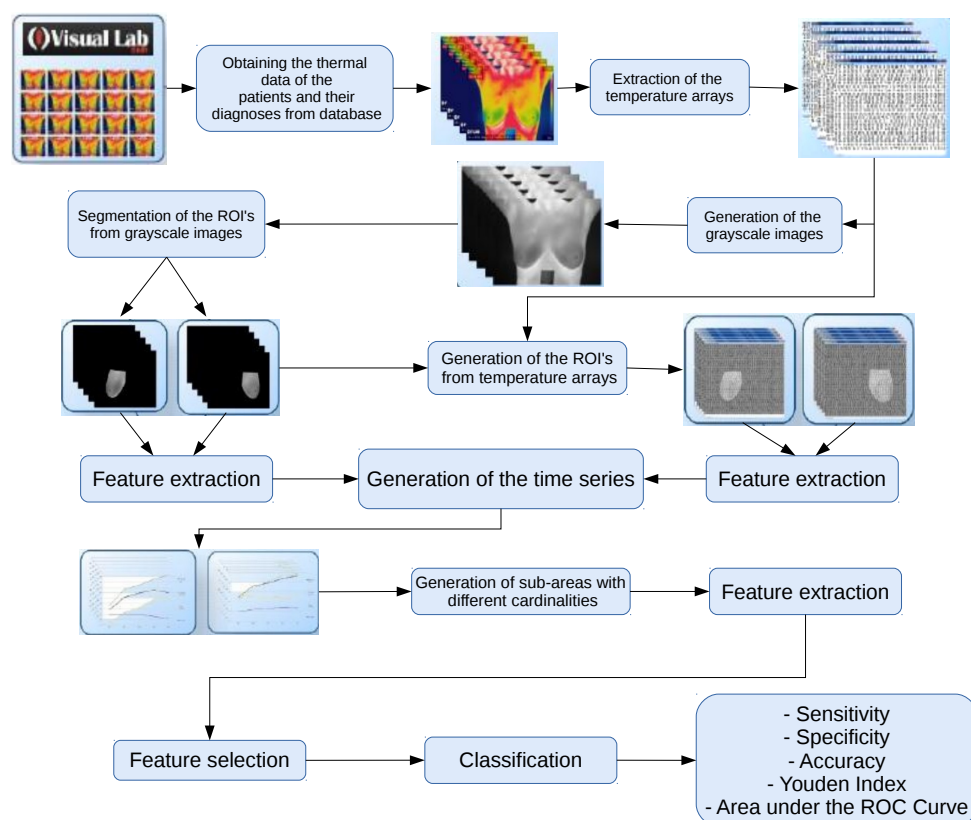 Visual Lab
Obtaining the thermal
data of the
patients and their
diagnoses from database
Extraction of the
temperature arrays
Segmentation of the ROI's
from grayscale images
Generation of the
grayscale images
Generation of the ROI's
from temperature arrays
Feature extraction
Generation of the time series
Feature extraction
Generation of sub-areas with
different cardinalities
Feature extraction
Feature selection
Classification
- Sensitivity
- Specificity
- Accuracy
- Youden Index
- Area under the ROC Curve